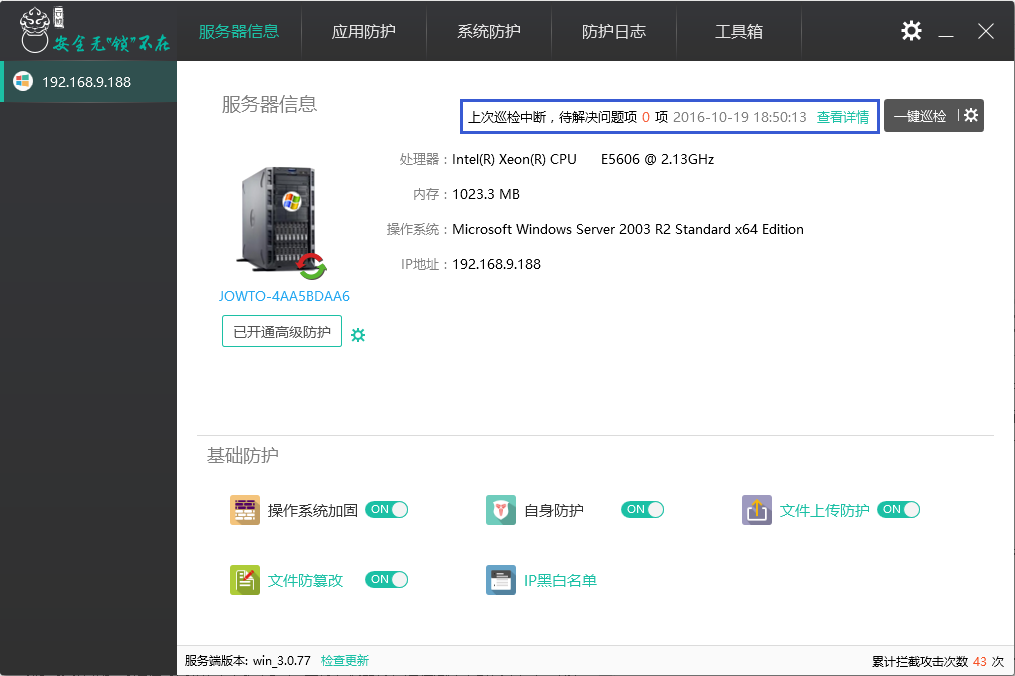 安全无"锁"不在
服务器信息 应用防护 系统防护 防护日志 工具箱
192.168.9.188
服务器信息
上次巡检中断，待解决问题项 0 项 2016-10-19 18:50:13 查看详情
一键巡检
处理器：Intel(R) Xeon(R) CPU E5606 @ 2.13GHz
内存：1023.3 MB
操作系统：Microsoft Windows Server 2003 R2 Standard x64 Edition
IP地址：192.168.9.188
JOWTO-4AA5BDAA6
已开通高级防护
基础防护
操作系统加固 ON
自身防护 ON
文件上传防护 ON
文件防篡改 ON
IP黑白名单
服务端版本: win_3.0.77 检查更新
累计拦截攻击次数 43 次